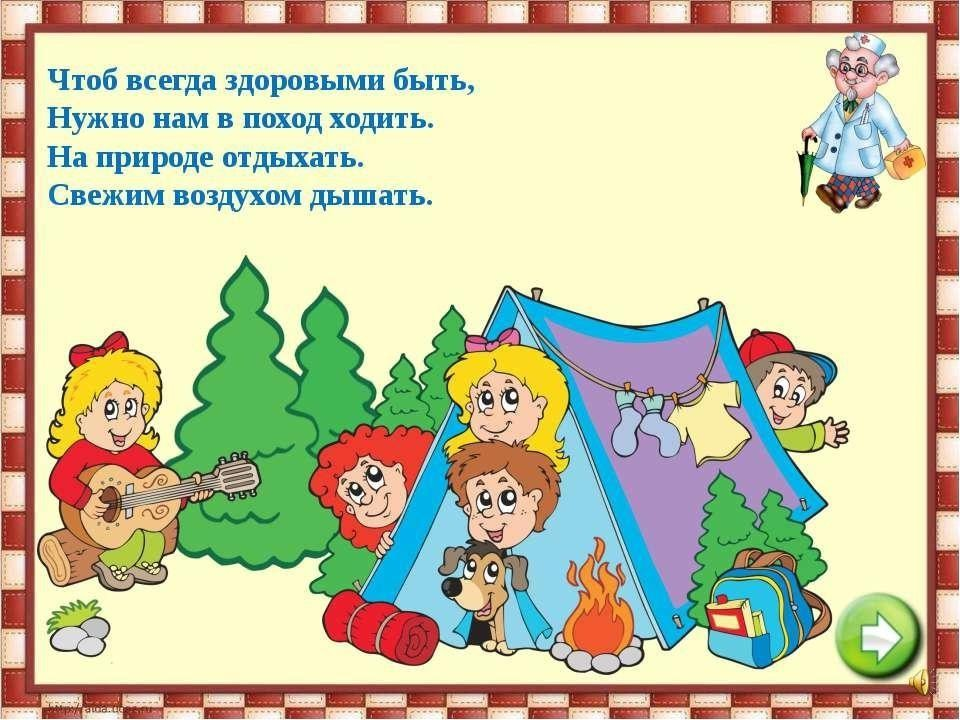 Чтоб всегда здоровыми быть,
Нужно нам в поход ходить.
На природе отдыхать.
Свежим воздухом дышать.